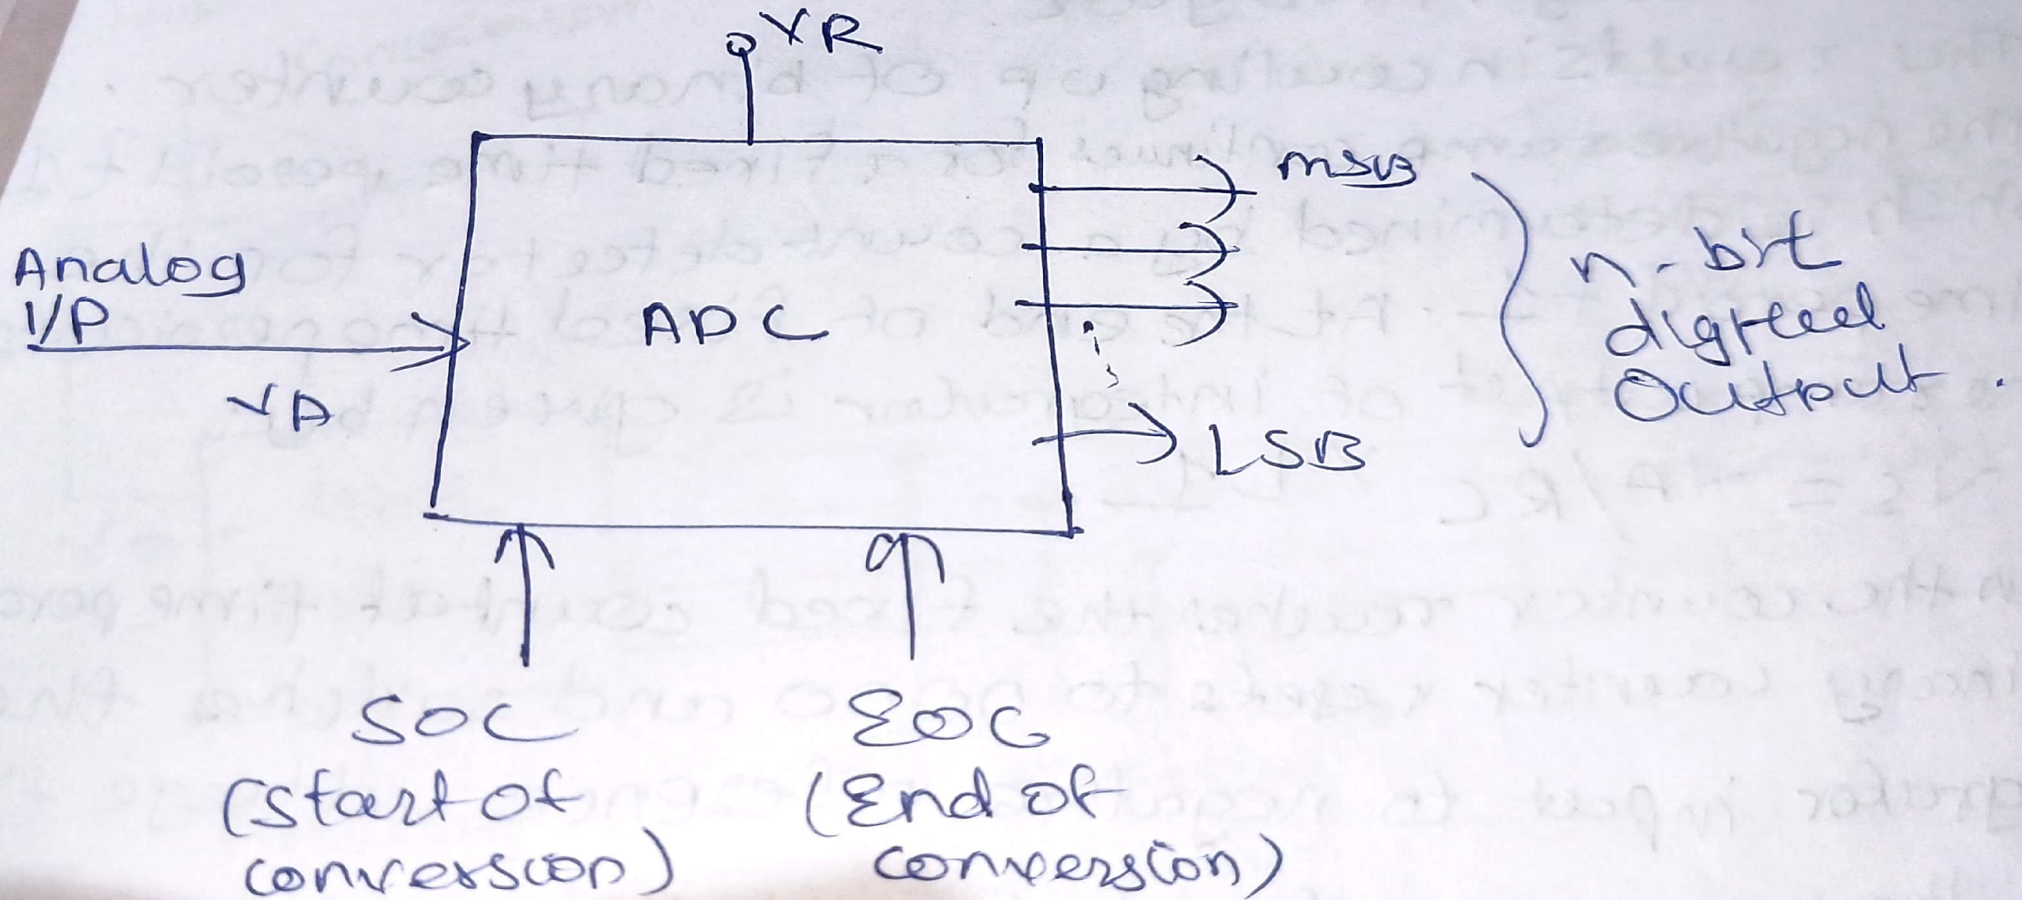 VR
MSB
Analog
I/P
VA
ADC
n-bit
digital
Output.
LSB
SOC
(Start of
conversion)
EOC
(End of
conversion)